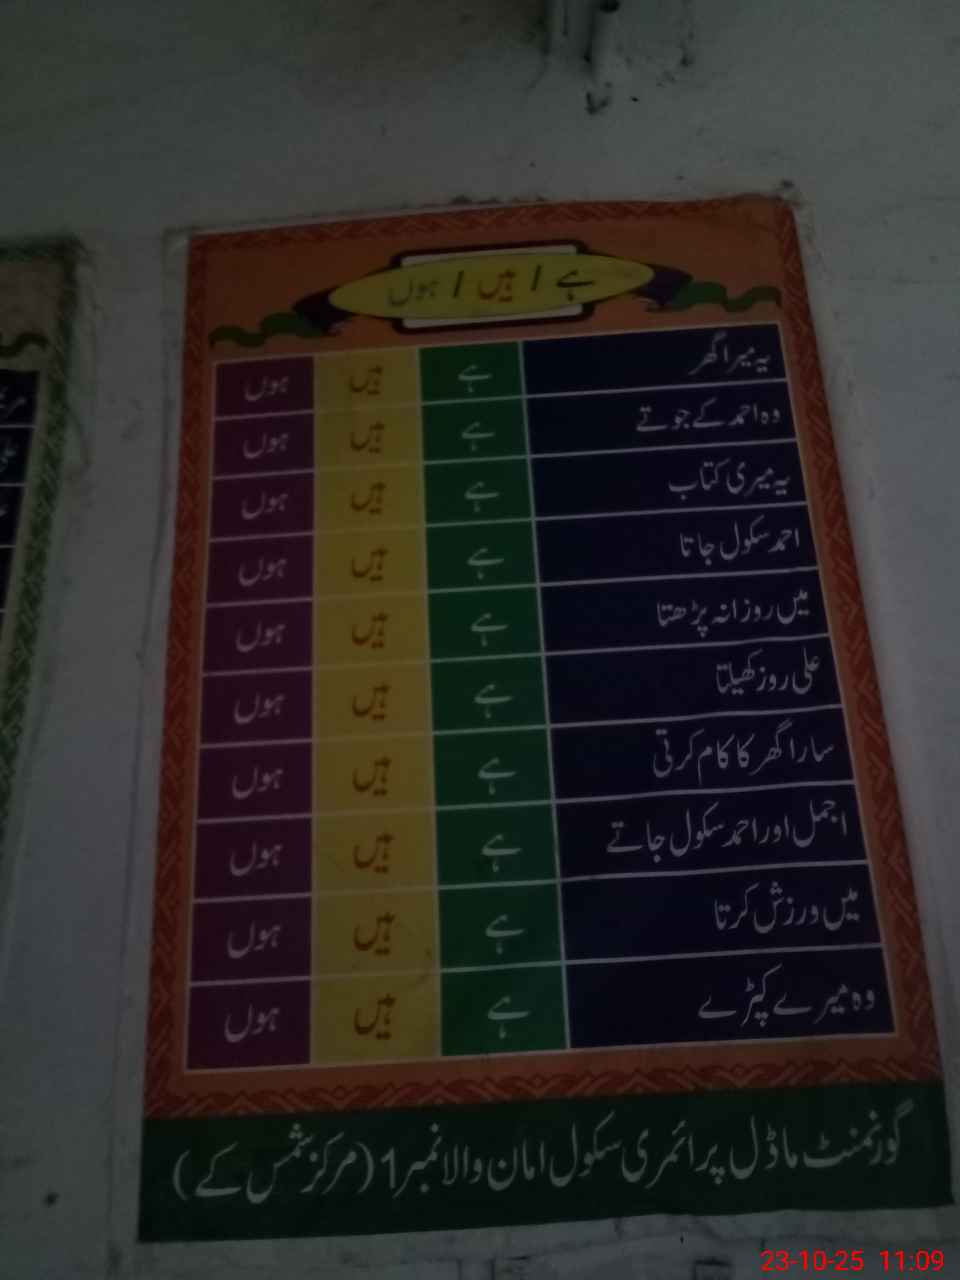 ہے / ہیں / ہوں
یہ میرا گھر ہے ہیں ہوں
وہ احمد کے جوتے ہے ہیں ہوں
یہ میری کتاب ہے ہیں ہوں
احمد سکول جاتا ہے ہیں ہوں
میں روزانہ پڑھتا ہے ہیں ہوں
علی روز کھیلتا ہے ہیں ہوں
سارا گھر کا کام کرتی ہے ہیں ہوں
اجمل اور احمد سکول جاتے ہے ہیں ہوں
میں ورزش کرتا ہے ہیں ہوں
وہ میرے کپڑے ہے ہیں ہوں
گورنمنٹ ماڈل پرائمری سکول امان والا نمبر 1 (مرکز شمس کے)
علی
23-10-25 11:09